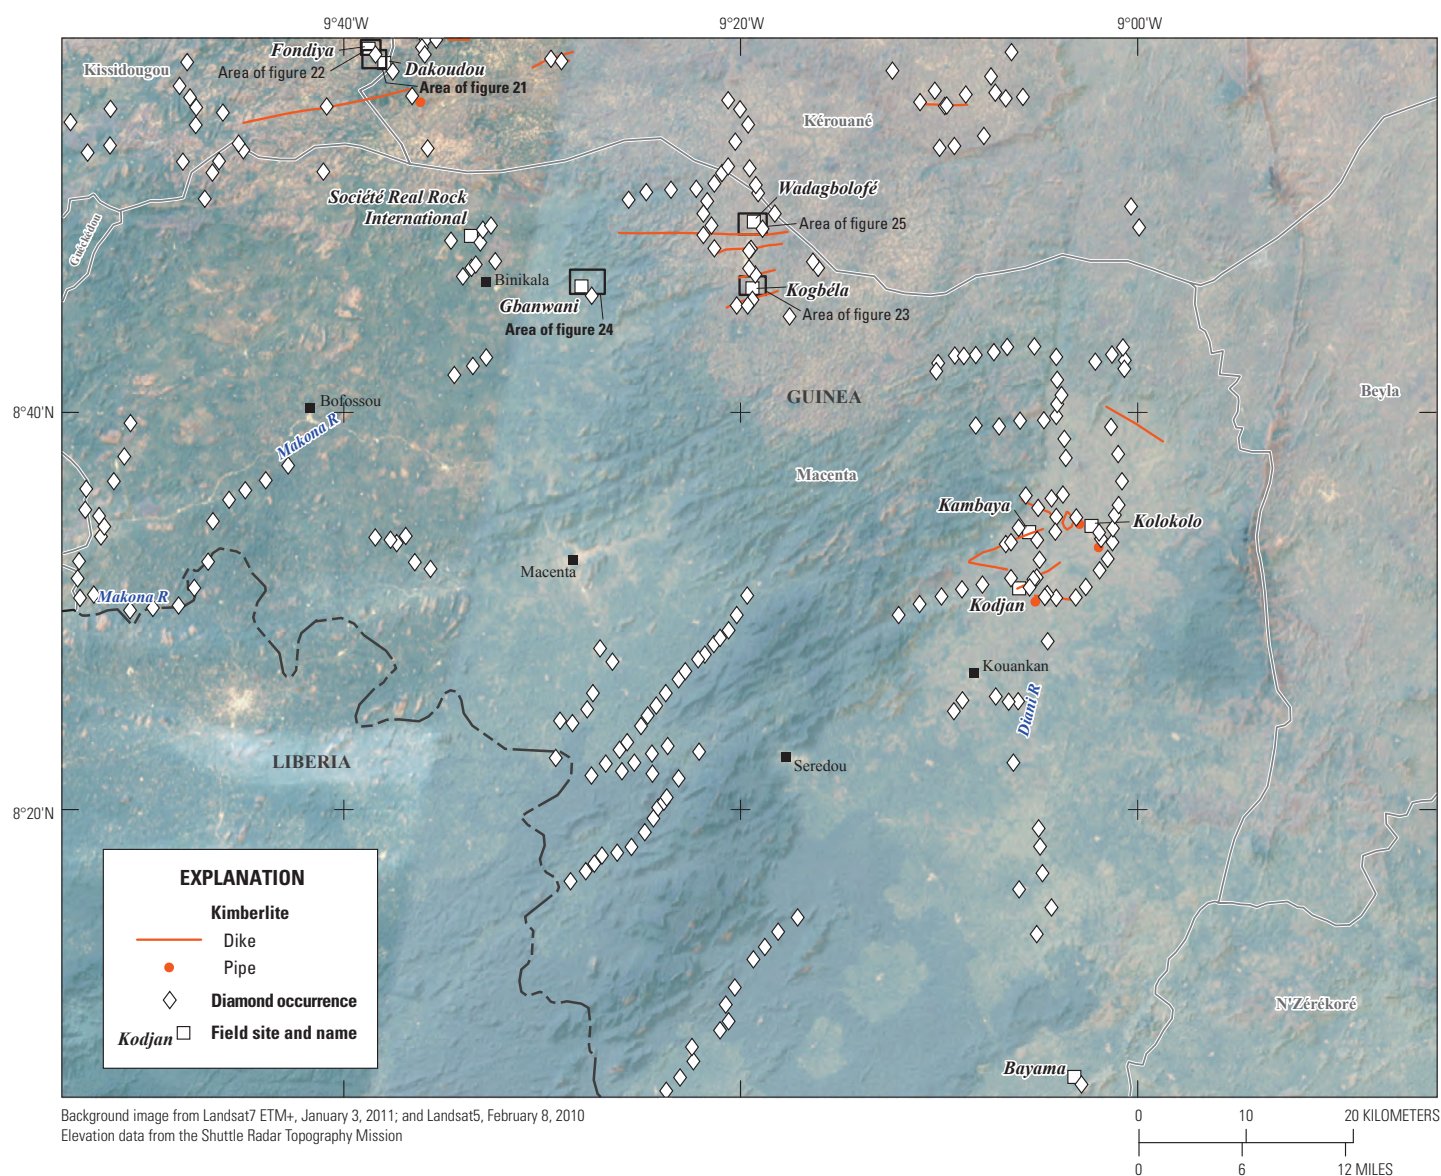 9°40'W
9°20'W
9°00'W
Fondiya
Kissidougou
Area of figure 22
Dakoudou
Area of figure 21
Kérouané
Société Real Rock
International
Wadagbolofé
Area of figure 25
Guéckédou
Binikala
Gbanwani
Area of figure 24
Kogbéla
Area of figure 23
GUINEA
Beyla
8°40'N
Bofossou
Makona R
Macenta
Kambaya
Kolokolo
Macenta
Makona R
Kodjan
Kouankan
Diani R
LIBERIA
Seredou
8°20'N
EXPLANATION
Kimberlite
Dike
Pipe
Diamond occurrence
Kodjan
Field site and name
N'Zérékoré
Bayama
Background image from Landsat7 ETM+, January 3, 2011; and Landsat5, February 8, 2010
Elevation data from the Shuttle Radar Topography Mission
0 10 20 KILOMETERS
0 6 12 MILES